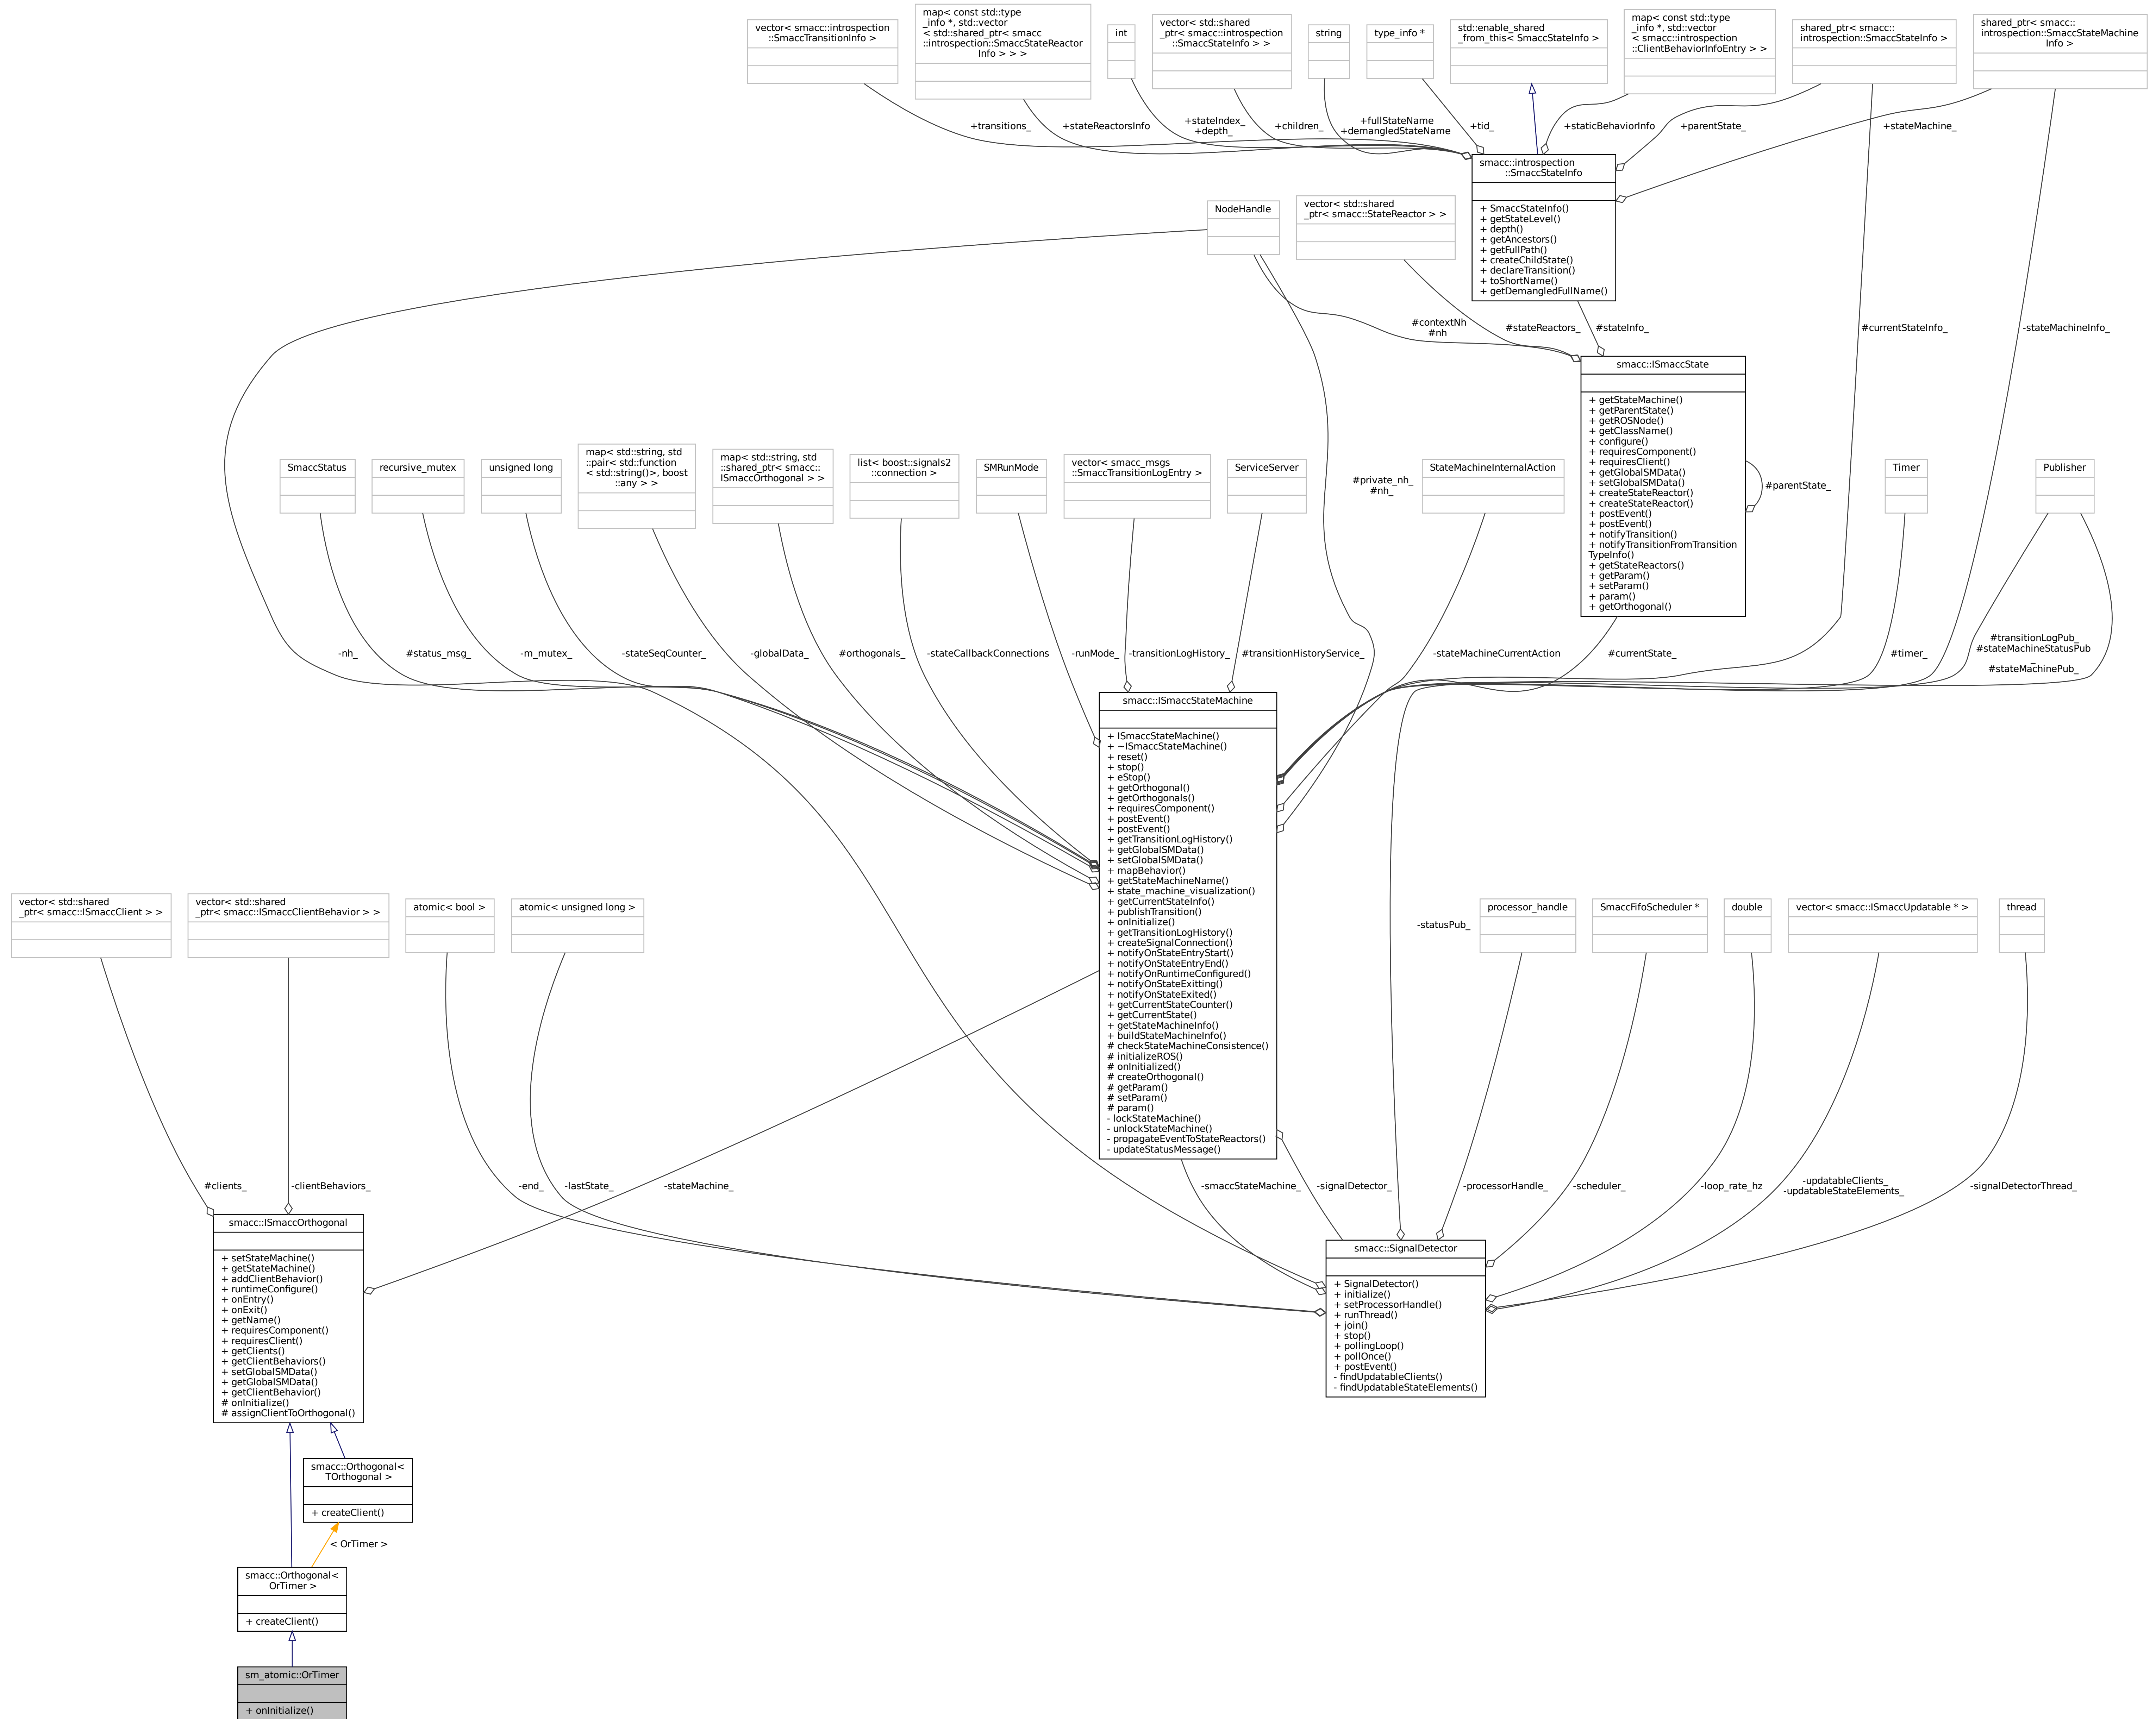 vector< smacc::introspection
::SmaccTransitionInfo >
map< const std::type
_info *, std::vector
< std::shared_ptr< smacc
::introspection::SmaccStateReactor
Info > > >
int
vector< std::shared
_ptr< smacc::introspection
::SmaccStateInfo > >
string
type_info *
std::enable_shared
_from_this< SmaccStateInfo >
map< const std::type
_info *, std::vector
< smacc::introspection
::ClientBehaviorInfoEntry > >
shared_ptr< smacc::
introspection::SmaccStateInfo >
shared_ptr< smacc::
introspection::SmaccStateMachine
Info >
+transitions_
+stateReactorsInfo
+stateIndex_
+depth_
+children_
+fullStateName
+demangledStateName
+tid_
+staticBehaviorInfo
+parentState_
+stateMachine_
smacc::introspection
::SmaccStateInfo
+ SmaccStateInfo()
+ getStateLevel()
+ depth()
+ getAncestors()
+ getFullPath()
+ createChildState()
+ declareTransition()
+ toShortName()
+ getDemangledFullName()
NodeHandle
vector< std::shared
_ptr< smacc::StateReactor > >
#contextNh
#nh
#stateReactors_
#stateInfo_
#currentStateInfo_
-stateMachineInfo_
smacc::ISmaccState
+ getStateMachine()
+ getParentState()
+ getROSNode()
+ getClassName()
+ configure()
+ requiresComponent()
+ requiresClient()
+ getGlobalSMData()
+ setGlobalSMData()
+ createStateReactor()
+ createStateReactor()
+ postEvent()
+ postEvent()
+ notifyTransition()
+ notifyTransitionFromTransition
TypeInfo()
+ getStateReactors()
+ getParam()
+ setParam()
+ param()
+ getOrthogonal()
#parentState_
SmaccStatus
recursive_mutex
unsigned long
map< std::string, std
::pair< std::function
< std::string()>, boost
::any > >
map< std::string, std
::shared_ptr< smacc::
ISmaccOrthogonal > >
list< boost::signals2
::connection >
SMRunMode
vector< smacc_msgs
::SmaccTransitionLogEntry >
ServiceServer
#private_nh_
#nh_
StateMachineInternalAction
Timer
Publisher
-nh_
#status_msg_
-m_mutex_
-stateSeqCounter_
-globalData_
#orthogonals_
-stateCallbackConnections
-runMode_
-transitionLogHistory_
#transitionHistoryService_
-stateMachineCurrentAction
#currentState_
#timer_
#transitionLogPub_
#stateMachineStatusPub
_
#stateMachinePub_
smacc::ISmaccStateMachine
+ ISmaccStateMachine()
+ ~ISmaccStateMachine()
+ reset()
+ stop()
+ eStop()
+ getOrthogonal()
+ getOrthogonals()
+ requiresComponent()
+ postEvent()
+ postEvent()
+ getTransitionLogHistory()
+ getGlobalSMData()
+ setGlobalSMData()
+ mapBehavior()
+ getStateMachineName()
+ state_machine_visualization()
+ getCurrentStateInfo()
+ publishTransition()
+ onInitialize()
+ getTransitionLogHistory()
+ createSignalConnection()
+ notifyOnStateEntryStart()
+ notifyOnStateEntryEnd()
+ notifyOnRuntimeConfigured()
+ notifyOnStateExitting()
+ notifyOnStateExited()
+ getCurrentStateCounter()
+ getCurrentState()
+ getStateMachineInfo()
+ buildStateMachineInfo()
# checkStateMachineConsistence()
# initializeROS()
# onInitialized()
# createOrthogonal()
# getParam()
# setParam()
# param()
- lockStateMachine()
- unlockStateMachine()
- propagateEventToStateReactors()
- updateStatusMessage()
vector< std::shared
_ptr< smacc::ISmaccClient > >
vector< std::shared
_ptr< smacc::ISmaccClientBehavior > >
atomic< bool >
atomic< unsigned long >
-statusPub_
processor_handle
SmaccFifoScheduler *
double
vector< smacc::ISmaccUpdatable * >
thread
#clients_
-clientBehaviors_
-end_
-lastState_
-stateMachine_
-smaccStateMachine_
-signalDetector_
-processorHandle_
-scheduler_
-loop_rate_hz
-updatableClients_
-updatableStateElements_
-signalDetectorThread_
smacc::ISmaccOrthogonal
+ setStateMachine()
+ getStateMachine()
+ addClientBehavior()
+ runtimeConfigure()
+ onEntry()
+ onExit()
+ getName()
+ requiresComponent()
+ requiresClient()
+ getClients()
+ getClientBehaviors()
+ setGlobalSMData()
+ getGlobalSMData()
+ getClientBehavior()
# onInitialize()
# assignClientToOrthogonal()
smacc::SignalDetector
+ SignalDetector()
+ initialize()
+ setProcessorHandle()
+ runThread()
+ join()
+ stop()
+ pollingLoop()
+ pollOnce()
+ postEvent()
- findUpdatableClients()
- findUpdatableStateElements()
smacc::Orthogonal<
TOrthogonal >
+ createClient()
< OrTimer >
smacc::Orthogonal<
OrTimer >
+ createClient()
sm_atomic::OrTimer
+ onInitialize()